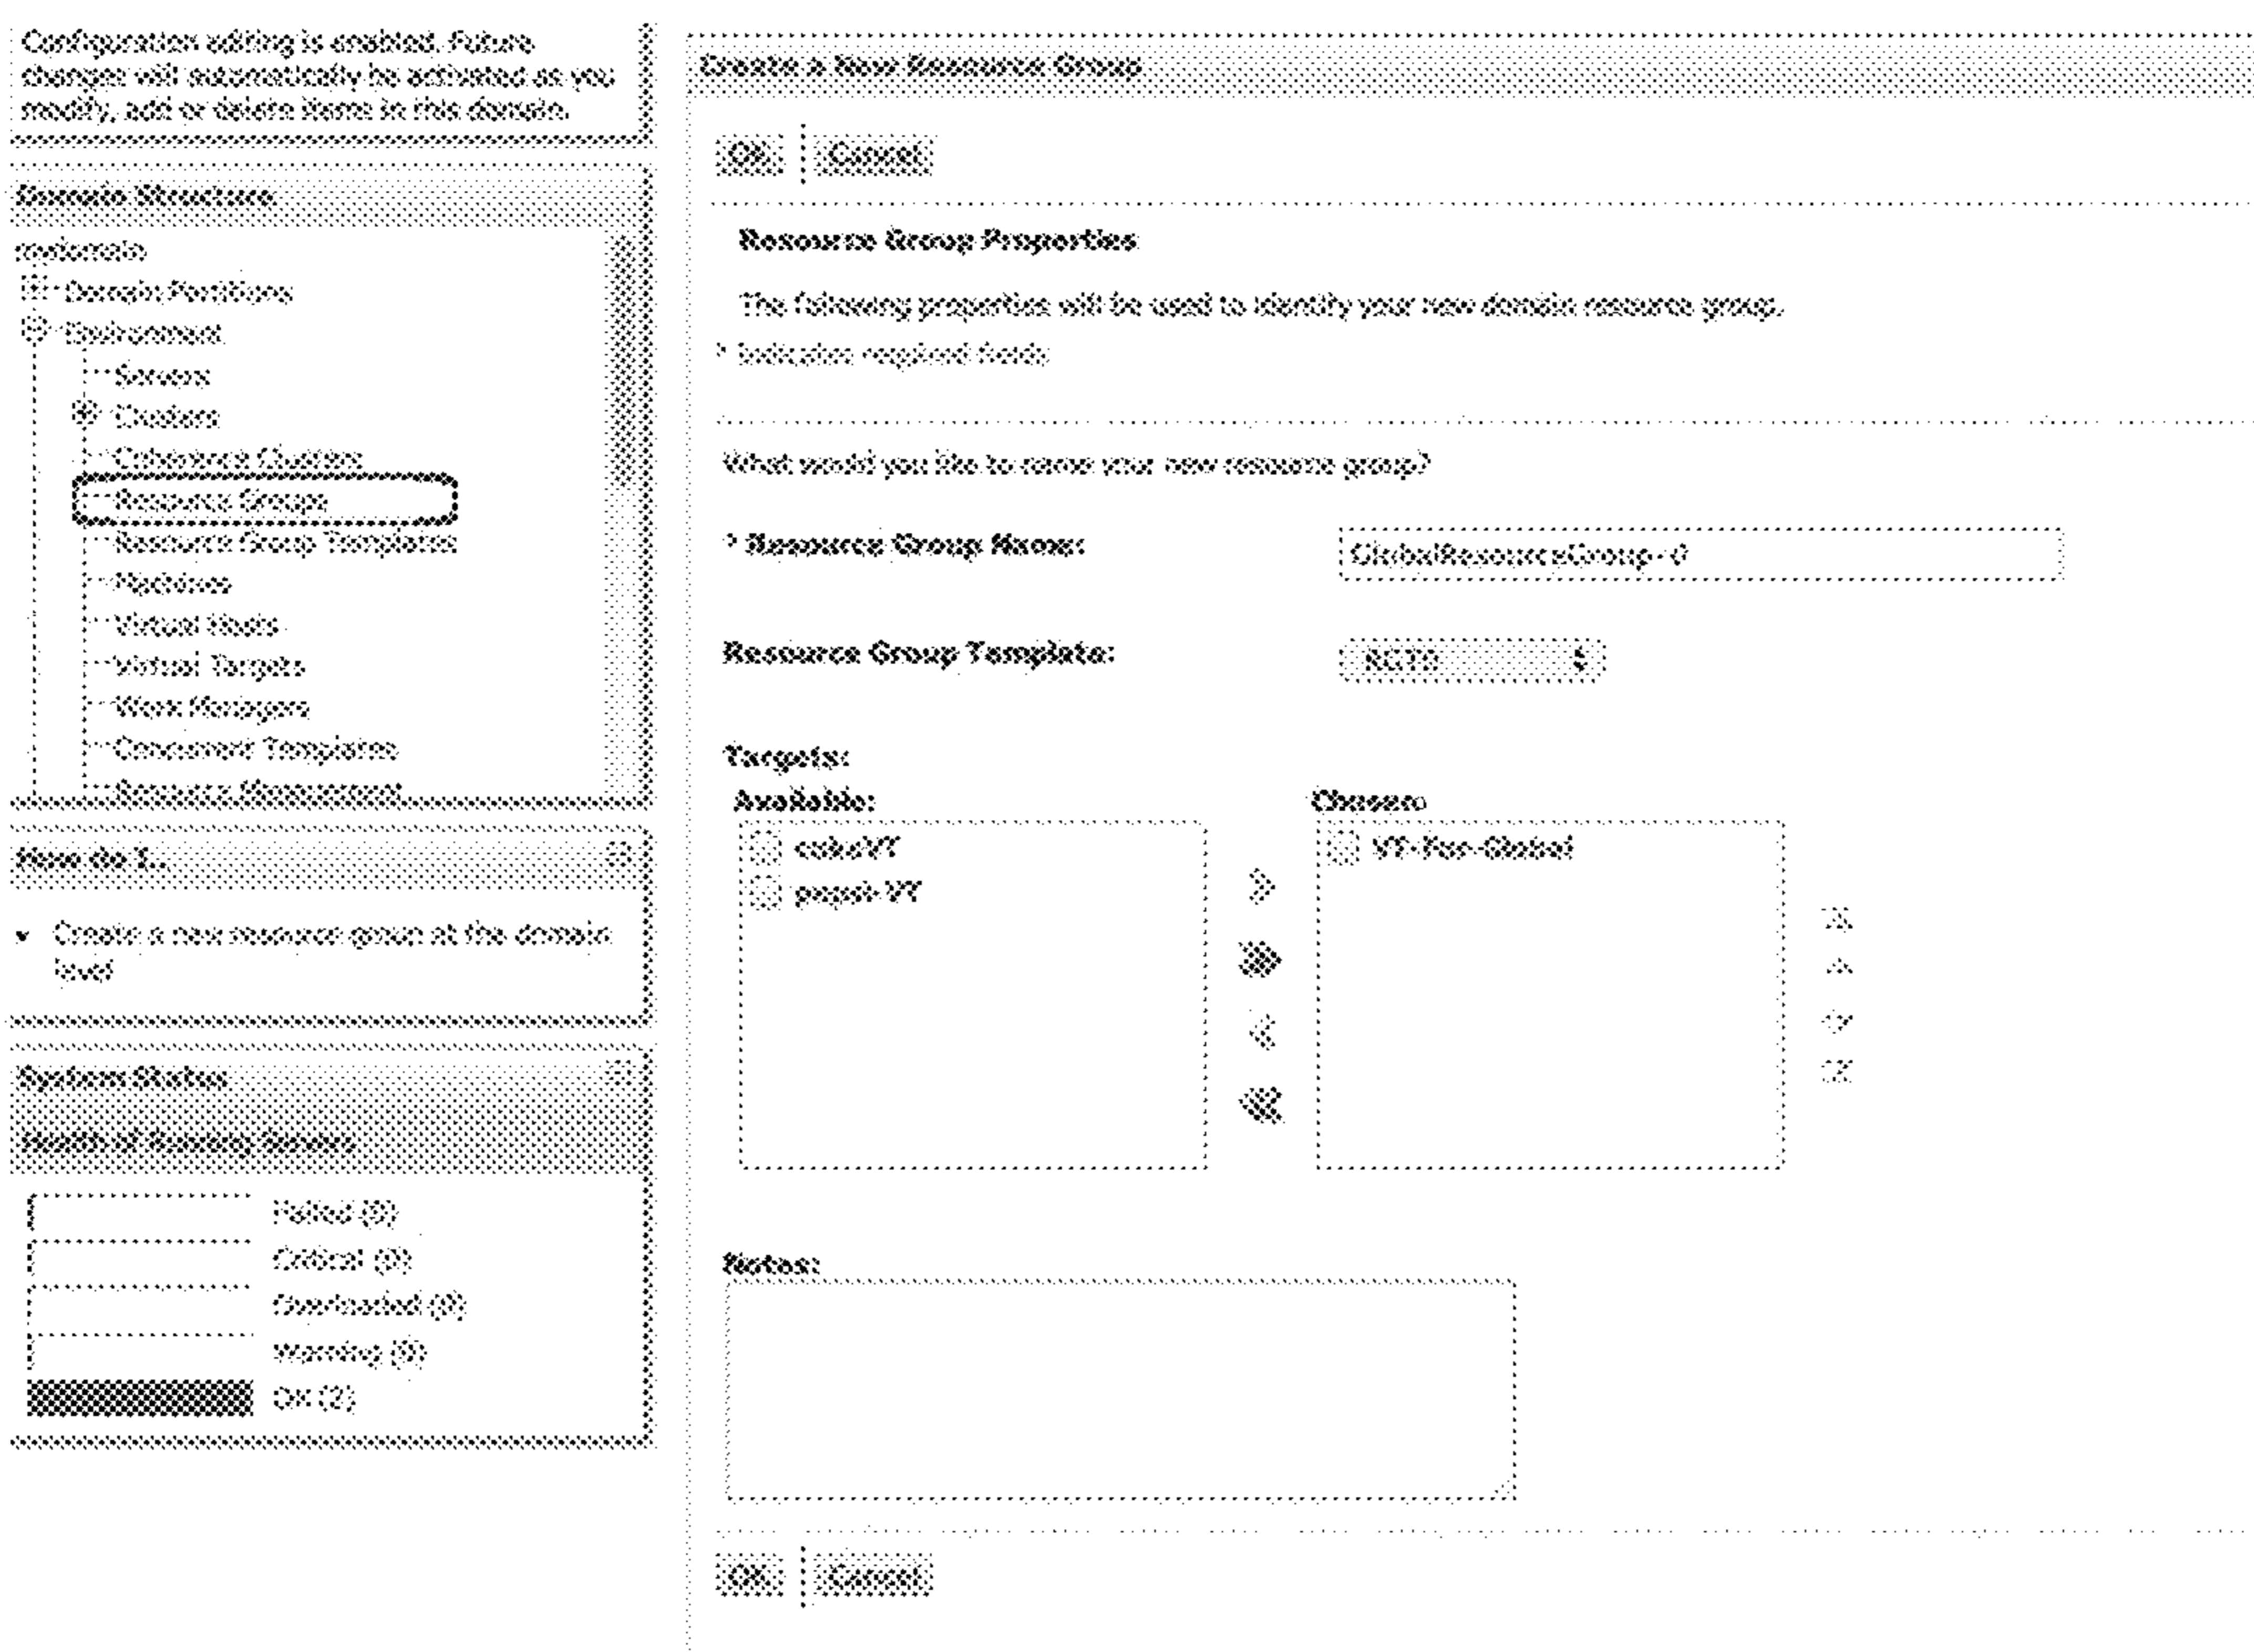 Configuration editing is enabled. Future
changes will automatically be activated as you
modify, add or delete items in this domain.
Domain Structure
mydomain
Domain Partitions
Environment
Servers
Clusters
Coherence Clusters
Resource Groups
Resource Group Templates
Machines
Virtual Hosts
Virtual Targets
Work Managers
Concurrent Templates
Resource Management
How do I...
Create a new resource group at the domain
level
System Status
Health of Running Servers
Failed (0)
Critical (0)
Overloaded (0)
Warning (0)
OK (2)
Create a New Resource Group
OK Cancel
Resource Group Properties
The following properties will be used to identify your new domain resource group.
* Indicates required fields
What would you like to name your new resource group?
* Resource Group Name: GlobalResourceGroup-0
Resource Group Template:
Targets:
Available: Chosen:
cokeVT VT-For-Global
pepsi-VT
Notes:
OK Cancel